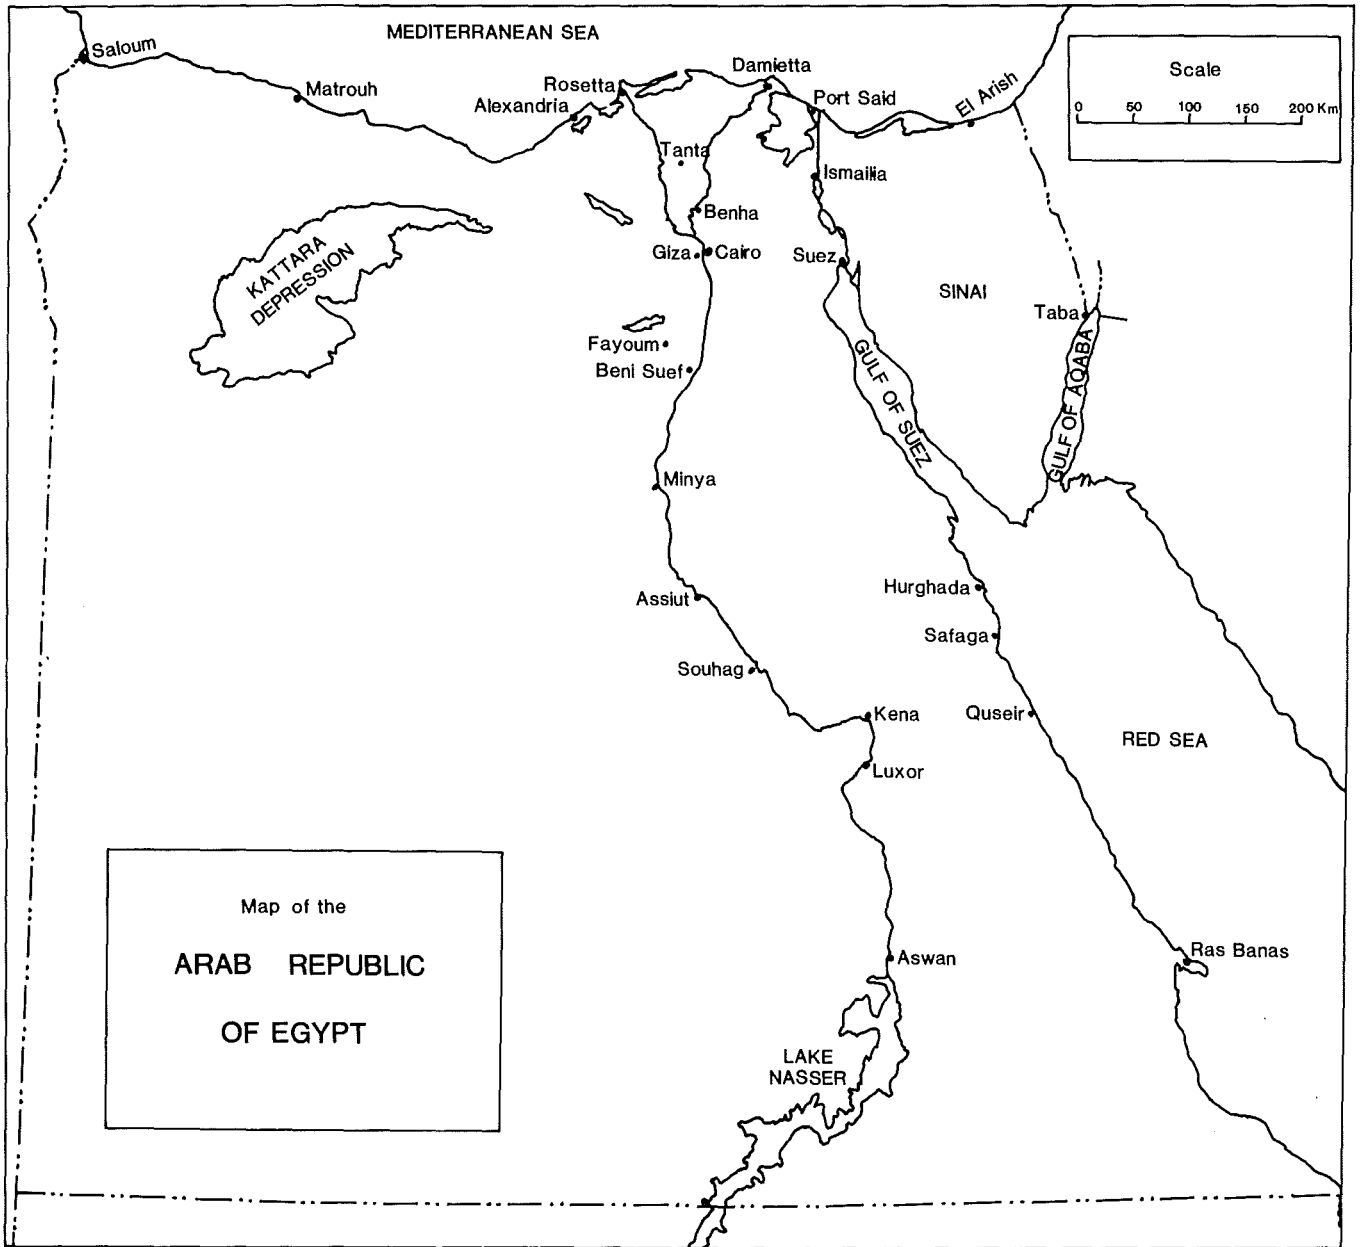 MEDITERRANEAN SEA
Saloum
Matrouh
Rosetta
Alexandria
Damietta
Port Said
El Arish
Scale
0 50 100 150 200 Km
Tanta
Ismailia
Benha
Giza
Cairo
Suez
KATTARA
DEPRESSION
SINAI
Taba
Fayoum
Beni Suef
GULF OF SUEZ
GULF OF AQABA
Minya
Hurghada
Assiut
Safaga
Souhag
Kena
Quseir
RED SEA
Luxor
Map of the
ARAB REPUBLIC
OF EGYPT
Aswan
Ras Banas
LAKE
NASSER